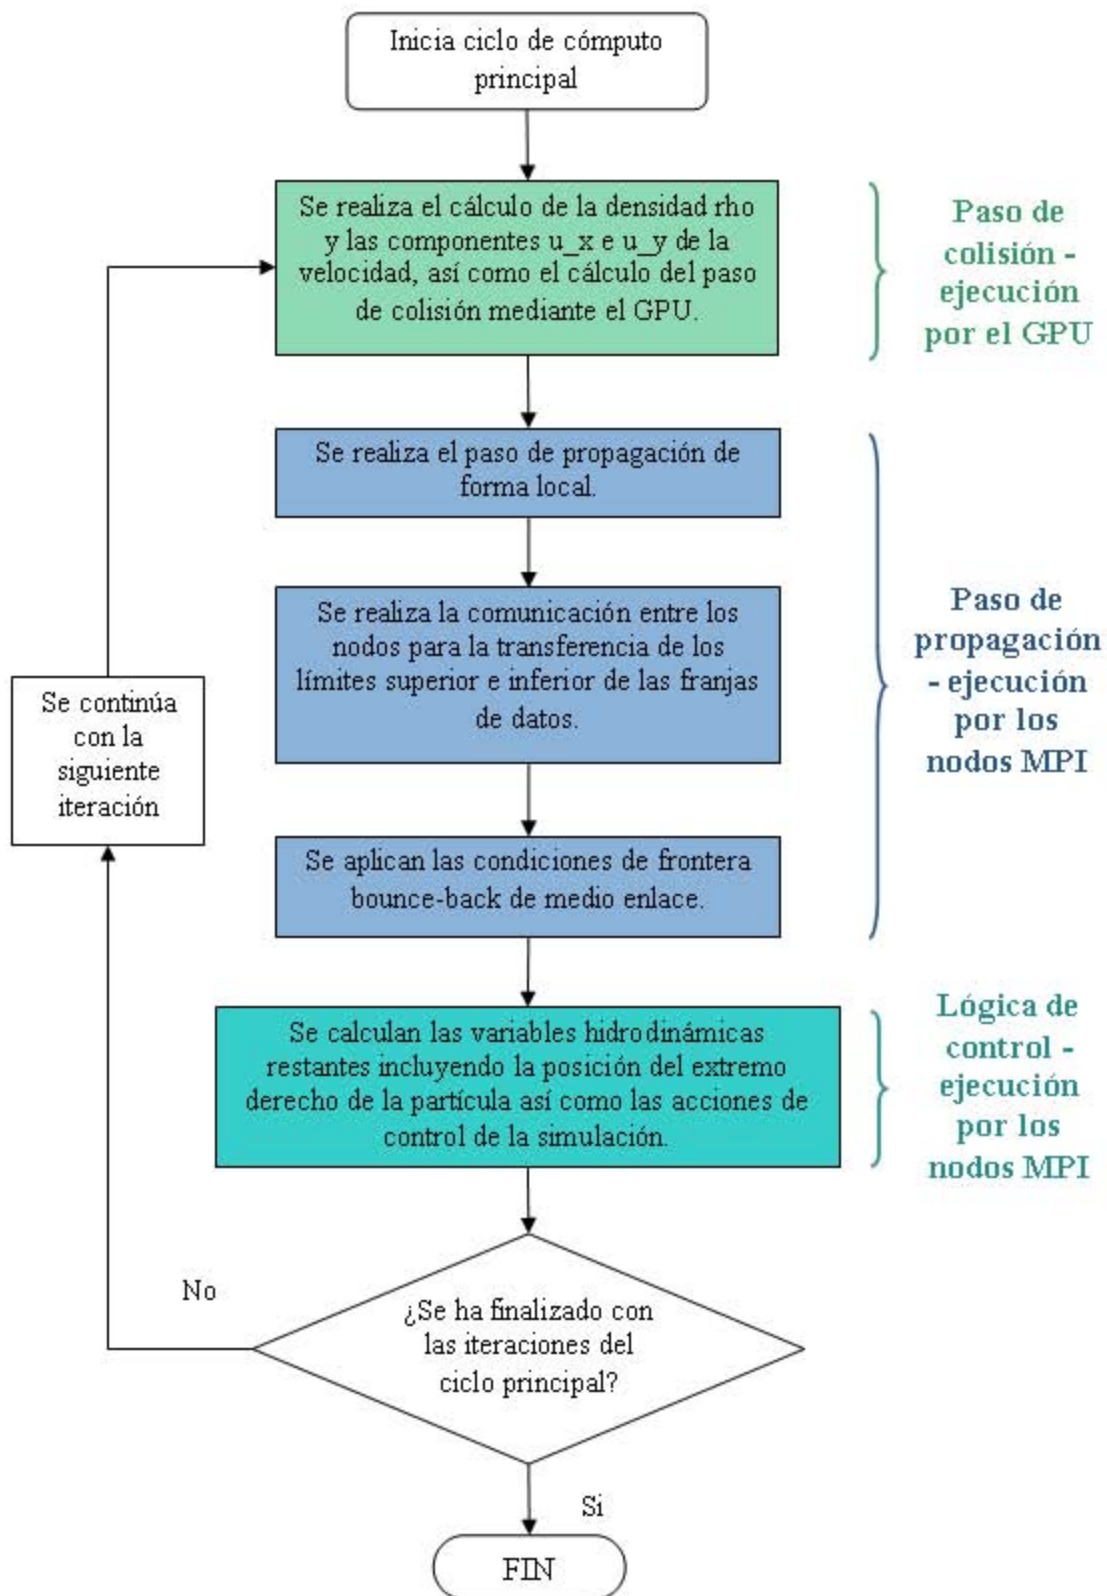 Inicia ciclo de cómputo
principal
Se realiza el cálculo de la densidad rho
y las componentes u_x e u_y de la
velocidad, así como el cálculo del paso
de colisión mediante el GPU.
Paso de
colisión -
ejecución
por el GPU
Se realiza el paso de propagación de
forma local.
Se realiza la comunicación entre los
nodos para la transferencia de los
límites superior e inferior de las franjas
de datos.
Se aplican las condiciones de frontera
bounce-back de medio enlace.
Paso de
propagación
- ejecución
por los
nodos MPI
Se continúa
con la
siguiente
iteración
Se calculan las variables hidrodinámicas
restantes incluyendo la posición del extremo
derecho de la partícula así como las acciones de
control de la simulación.
Lógica de
control -
ejecución
por los
nodos MPI
No
¿Se ha finalizado con
las iteraciones del
ciclo principal?
Si
FIN